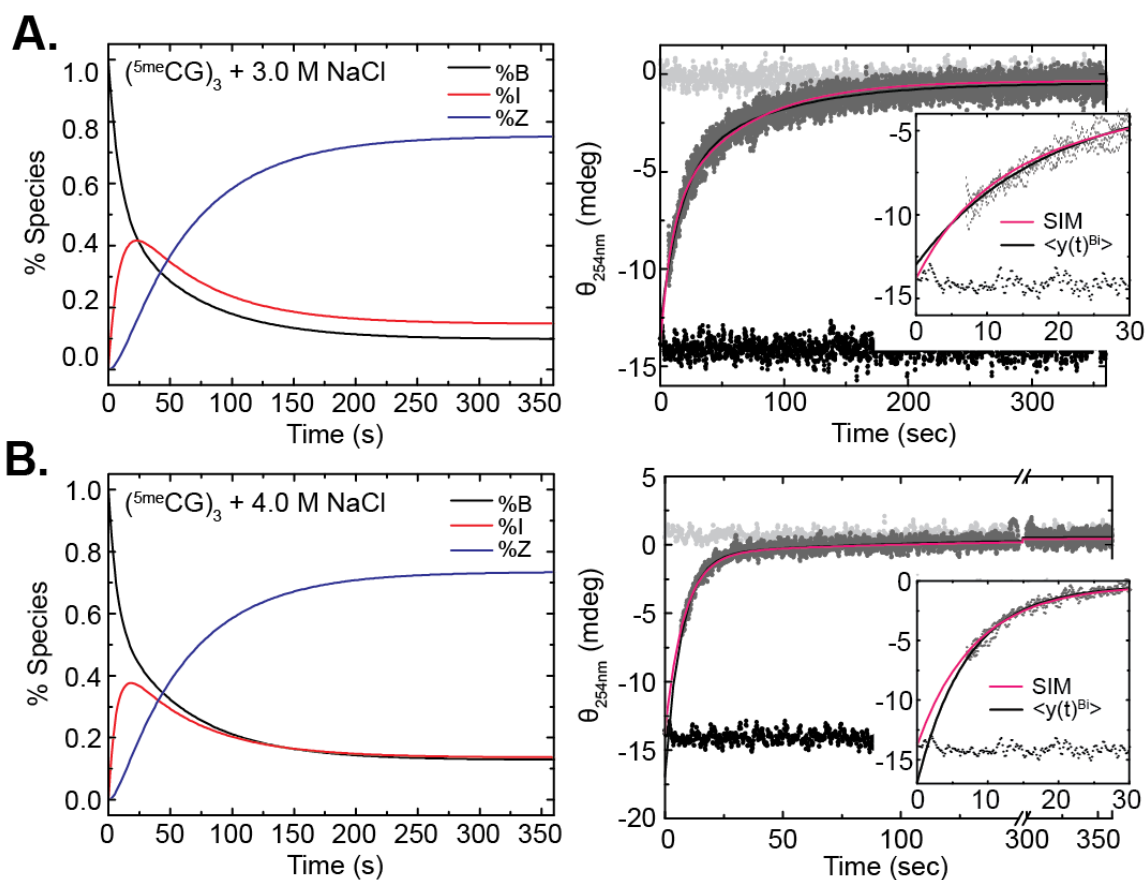 A.
(⁵ᵐᵉCG)₃ + 3.0 M NaCl
%B
%I
%Z
% Species
1.0
0.8
0.6
0.4
0.2
0.0
0 50 100 150 200 250 300 350
Time (s)
θ254nm (mdeg)
0
-5
-10
-15
0 100 200 300
Time (sec)
-5
-10
-15
SIM
<y(t)ᴮⁱ>
0 10 20 30
B.
(⁵ᵐᵉCG)₃ + 4.0 M NaCl
%B
%I
%Z
% Species
1.0
0.8
0.6
0.4
0.2
0.0
0 50 100 150 200 250 300 350
Time (s)
θ254nm (mdeg)
5
0
-5
-10
-15
-20
0 50 100 300 350
Time (sec)
0
-5
-10
-15
SIM
<y(t)ᴮⁱ>
0 10 20 30